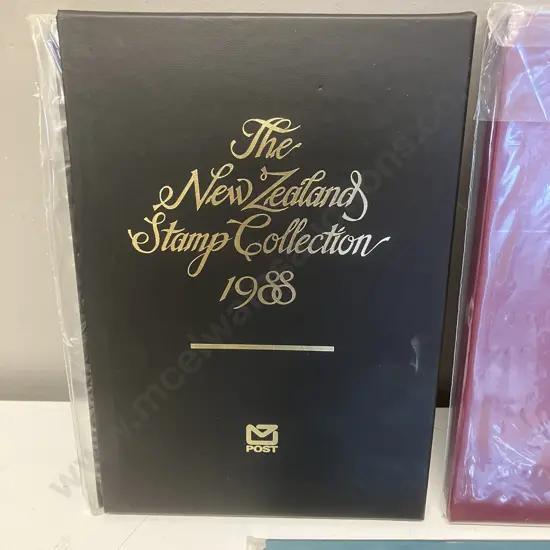 The
New Zealand
Stamp Collection
1988
POST